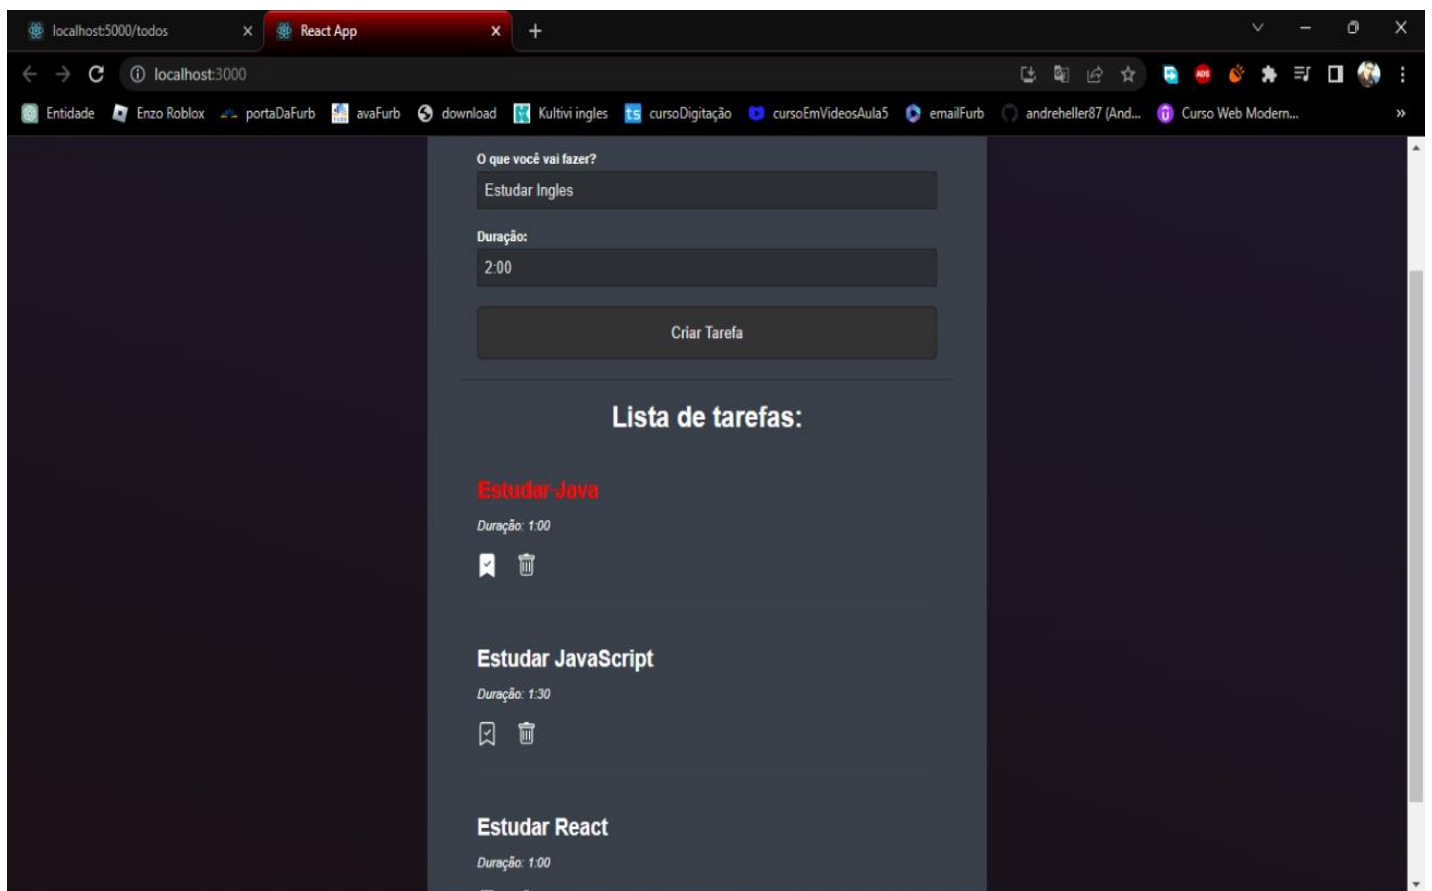 localhost:5000/todos
React App
localhost:3000
Entidade Enzo Roblox portaDaFurb avaFurb download Kultivi ingles ts cursoDigitação cursoEmVideosAula5 emailFurb andreheller87 (And... Curso Web Modern... »
O que você vai fazer?
Estudar Ingles
Duração:
2:00
Criar Tarefa
Lista de tarefas:
Estudar Java
Duração: 1:00
Estudar JavaScript
Duração: 1:30
Estudar React
Duração: 1:00